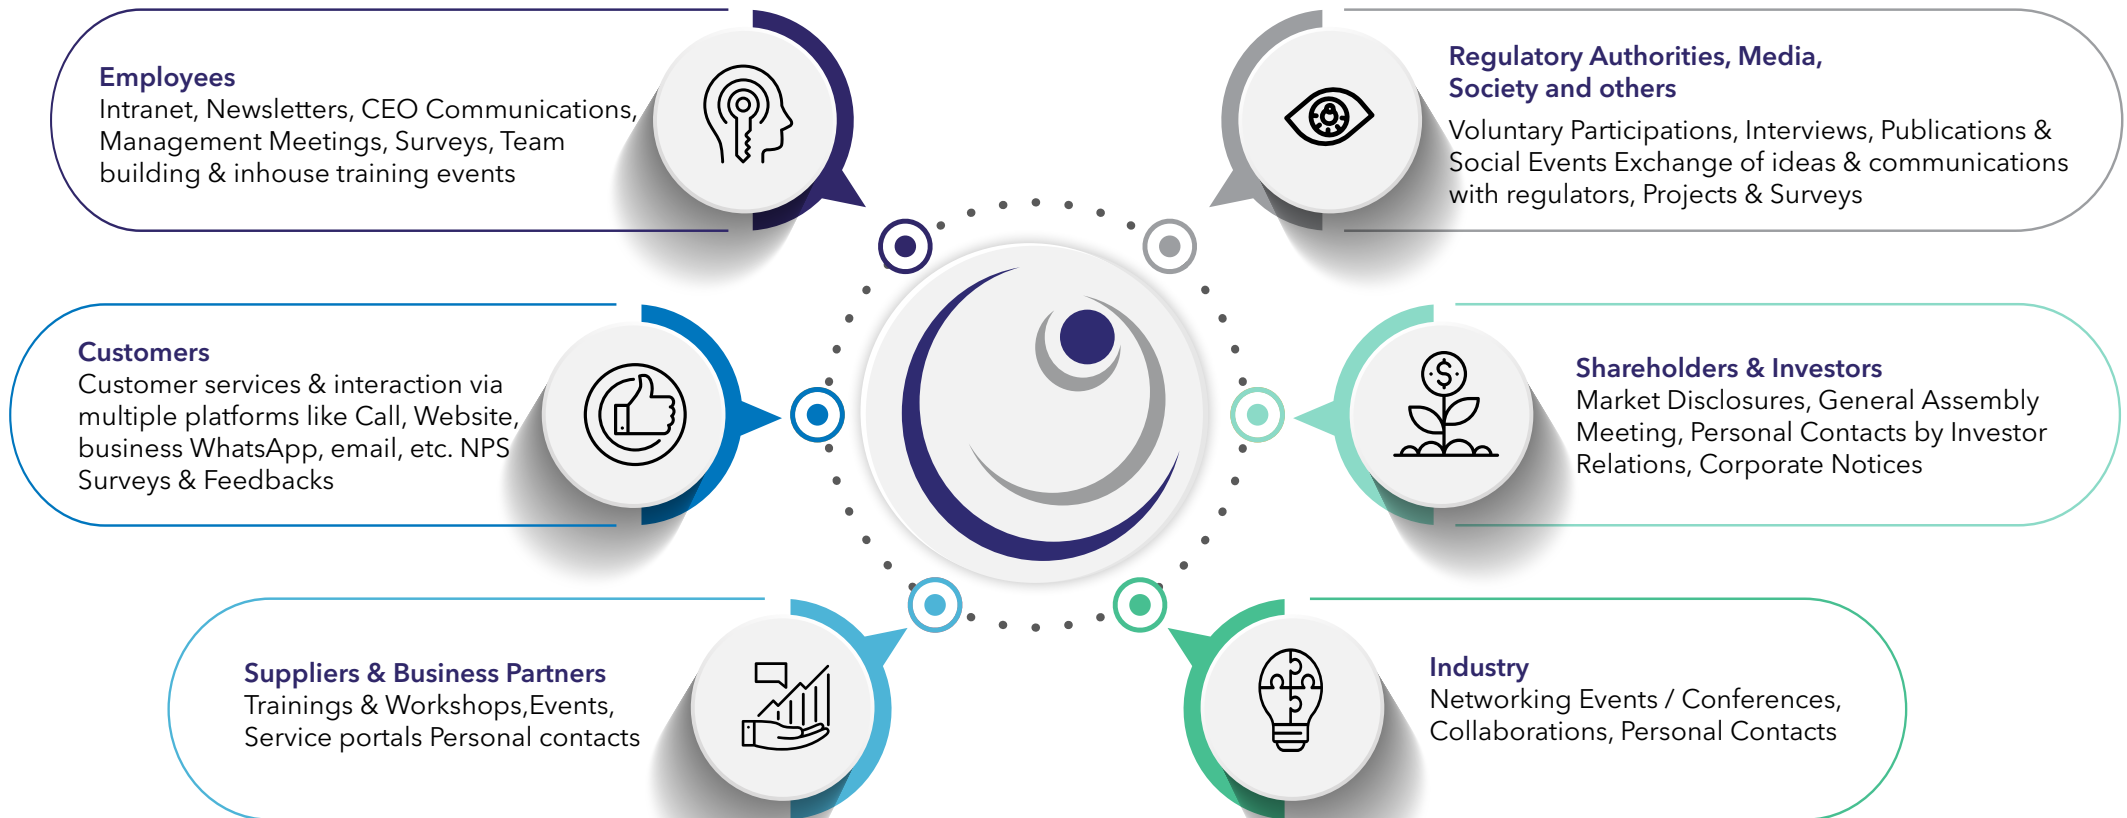 Employees
Intranet, Newsletters, CEO Communications,
Management Meetings, Surveys, Team
building & inhouse training events
Regulatory Authorities, Media,
Society and others
Voluntary Participations, Interviews, Publications &
Social Events Exchange of ideas & communications
with regulators, Projects & Surveys
Customers
Customer services & interaction via
multiple platforms like Call, Website,
business WhatsApp, email, etc. NPS
Surveys & Feedbacks
Shareholders & Investors
Market Disclosures, General Assembly
Meeting, Personal Contacts by Investor
Relations, Corporate Notices
Suppliers & Business Partners
Trainings & Workshops,Events,
Service portals Personal contacts
Industry
Networking Events / Conferences,
Collaborations, Personal Contacts